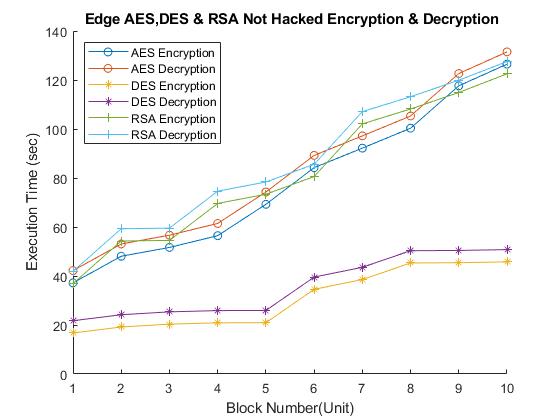 Edge AES,DES & RSA Not Hacked Encryption & Decryption
140
120
100
80
60
40
20
0
Execution Time (sec)
AES Encryption
AES Decryption
DES Encryption
DES Decryption
RSA Encryption
RSA Decryption
1 2 3 4 5 6 7 8 9 10
Block Number(Unit)